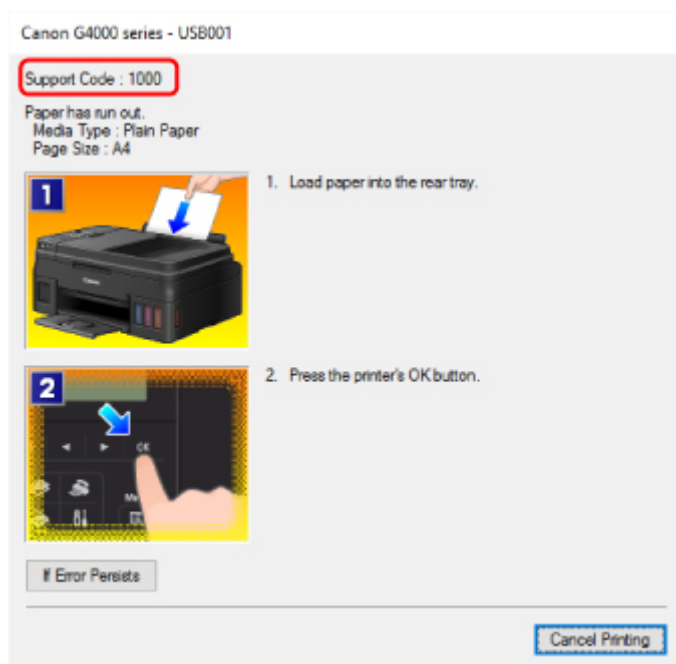 Canon G4000 series - USB001
Support Code : 1000
Paper has run out.
Media Type : Plain Paper
Page Size : A4
1
1. Load paper into the rear tray.
Canon
2
2. Press the printer's OK button.
OK
If Error Persists
Cancel Printing